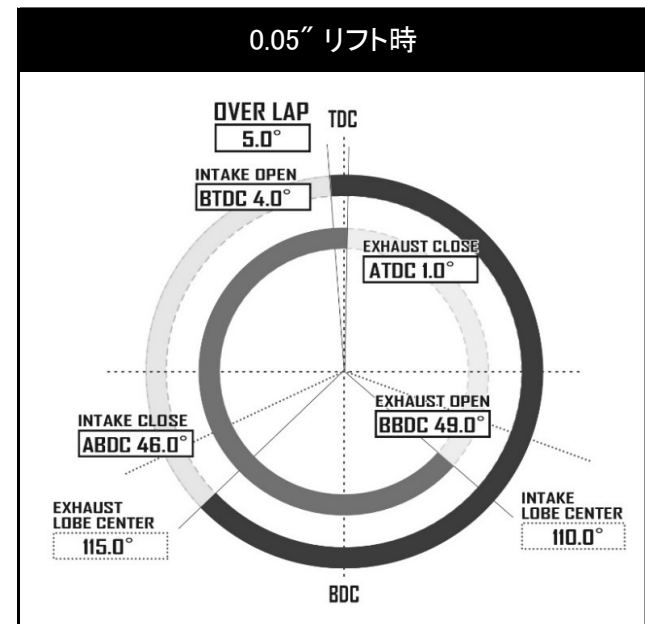 0.05″ リフト時
OVER LAP
5.0°
TDC
INTAKE OPEN
BTDC 4.0°
EXHAUST CLOSE
ATDC 1.0°
INTAKE CLOSE
ABDC 46.0°
EXHAUST OPEN
BBDC 49.0°
EXHAUST
LOBE CENTER
115.0°
INTAKE
LOBE CENTER
110.0°
BDC